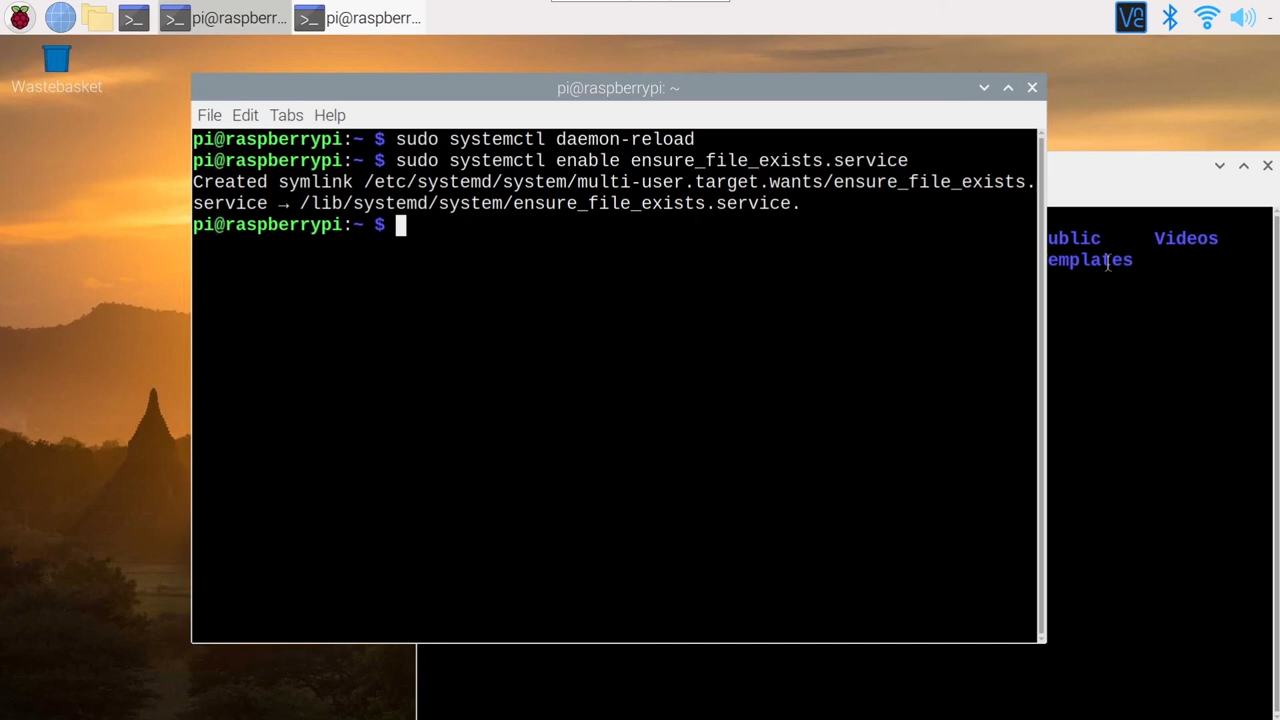 pi@raspberr...
pi@raspberr...
Wastebasket
pi@raspberrypi: ~
File Edit Tabs Help
pi@raspberrypi:~ $ sudo systemctl daemon-reload
pi@raspberrypi:~ $ sudo systemctl enable ensure_file_exists.service
Created symlink /etc/systemd/system/multi-user.target.wants/ensure_file_exists.
service → /lib/systemd/system/ensure_file_exists.service.
pi@raspberrypi:~ $
ublic Videos
emplates